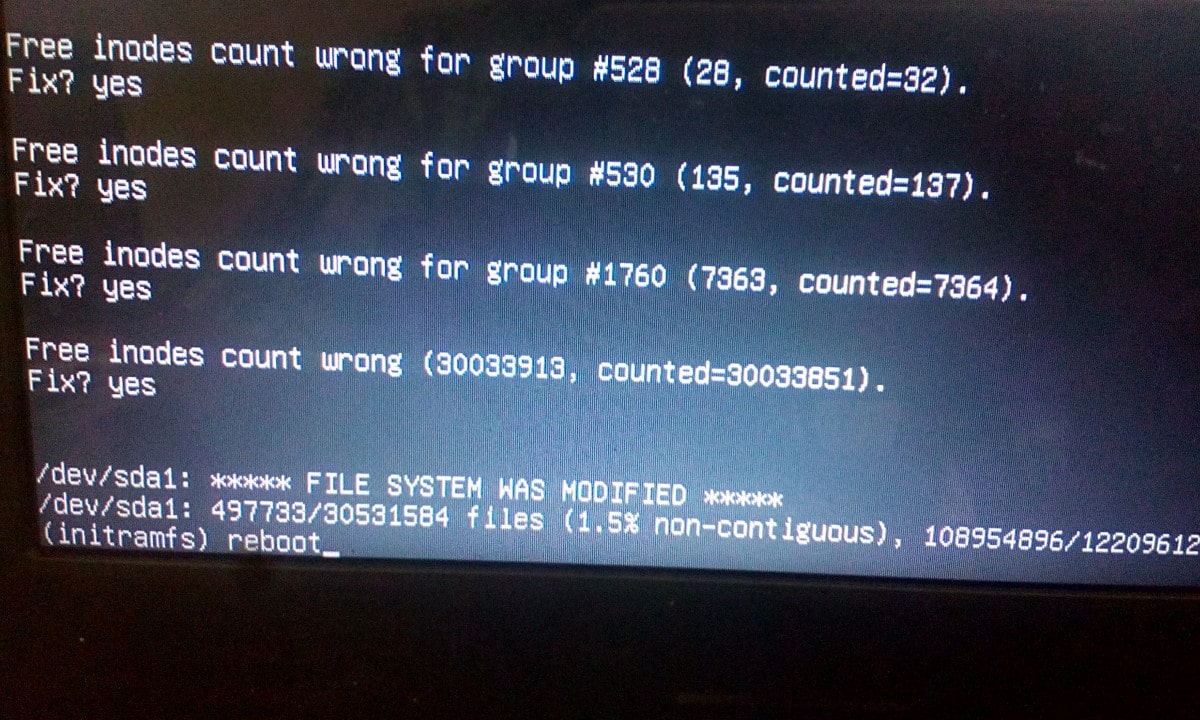 Free inodes count wrong for group #528 (28, counted=32).
Fix? yes
Free inodes count wrong for group #530 (135, counted=137).
Fix? yes
Free inodes count wrong for group #1760 (7363, counted=7364).
Fix? yes
Free inodes count wrong (30033913, counted=30033851).
Fix? yes
/dev/sda1: ***** FILE SYSTEM WAS MODIFIED *****
/dev/sda1: 497733/30531584 files (1.5% non-contiguous), 108954896/12209612
(initramfs) reboot_